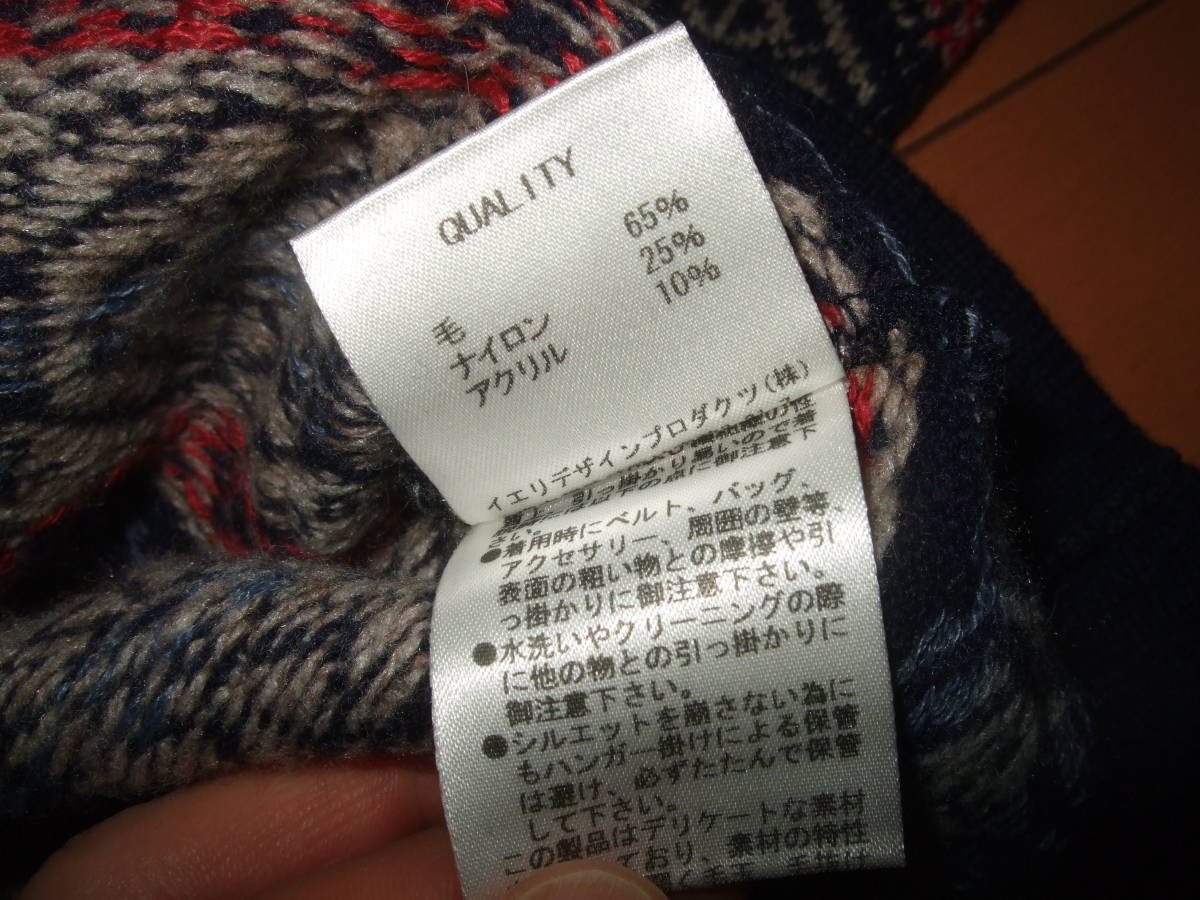 QUALITY
毛 65%
ナイロン 25%
アクリル 10%
イエリデザインプロダクツ(株)
●着用時にベルト、バッグ、
アクセサリー、周囲の壁等、
表面の粗い物との摩擦や引
っ掛かりに御注意下さい。
●水洗いやクリーニングの際
に他の物との引っ掛かりに
御注意下さい。
●シルエットを崩さない為に
もハンガー掛けによる保管
は避け、必ずたたんで保管
して下さい。
この製品はデリケートな素材
ており、素材の特性